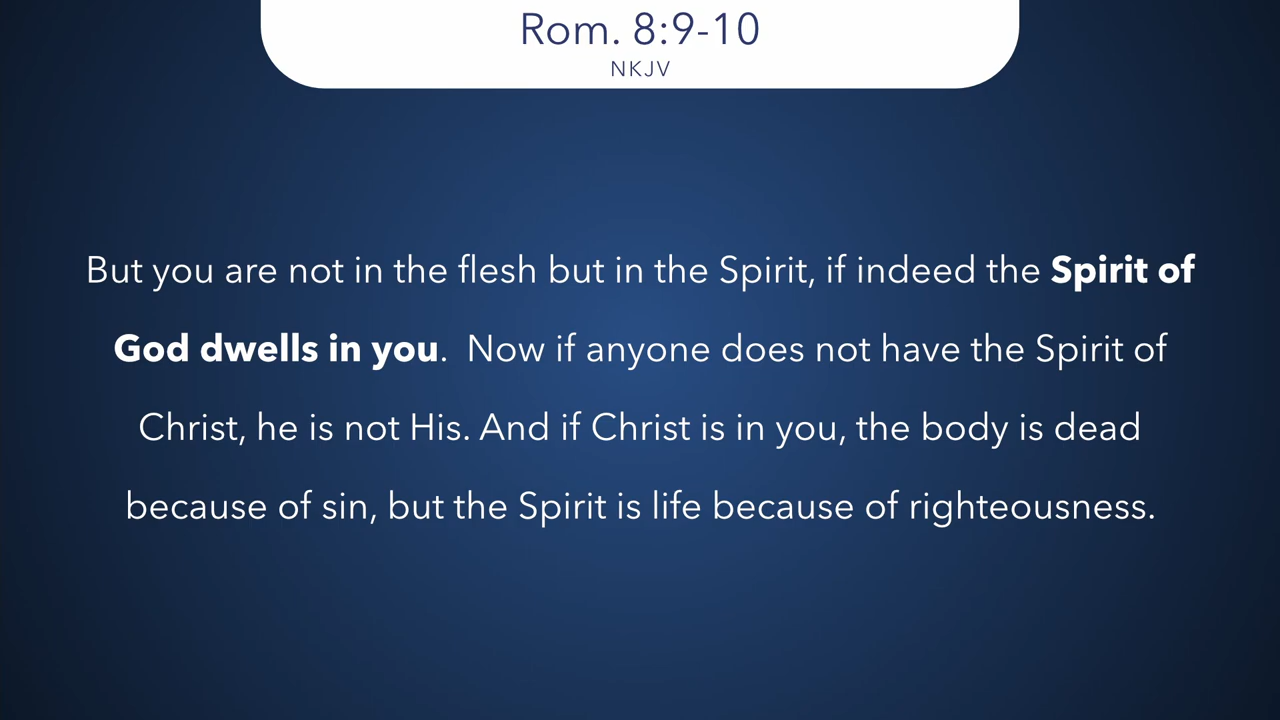 Rom. 8:9-10
NKJV
But you are not in the flesh but in the Spirit, if indeed the Spirit of
God dwells in you.  Now if anyone does not have the Spirit of
Christ, he is not His. And if Christ is in you, the body is dead
because of sin, but the Spirit is life because of righteousness.